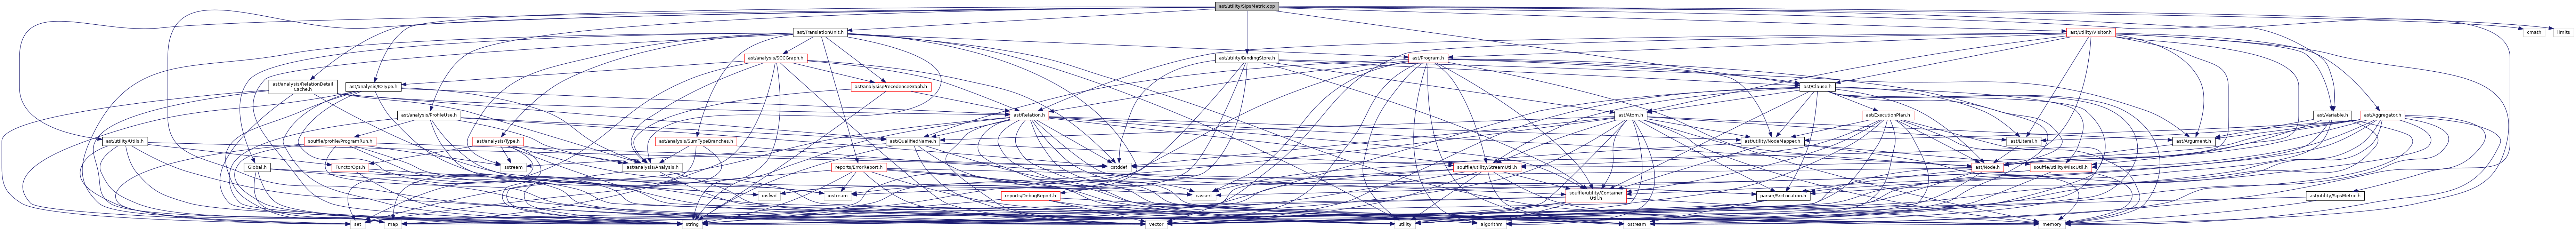 ast/utility/SipsMetric.cpp
ast/TranslationUnit.h
ast/utility/Visitor.h
cmath
limits
ast/analysis/SCCGraph.h
ast/utility/BindingStore.h
ast/Program.h
ast/analysis/RelationDetail
Cache.h
ast/analysis/IOType.h
ast/analysis/PrecedenceGraph.h
ast/Clause.h
ast/analysis/ProfileUse.h
ast/Relation.h
ast/Atom.h
ast/ExecutionPlan.h
ast/Variable.h
ast/Aggregator.h
ast/utility/Utils.h
souffle/profile/ProgramRun.h
ast/analysis/Type.h
ast/analysis/SumTypeBranches.h
ast/QualifiedName.h
ast/utility/NodeMapper.h
ast/Literal.h
ast/Argument.h
Global.h
FunctorOps.h
sstream
ast/analysis/Analysis.h
reports/ErrorReport.h
cstddef
souffle/utility/StreamUtil.h
ast/Node.h
souffle/utility/MiscUtil.h
iosfwd
iostream
reports/DebugReport.h
cassert
souffle/utility/Container
Util.h
parser/SrcLocation.h
ast/utility/SipsMetric.h
set
map
string
vector
utility
algorithm
ostream
memory